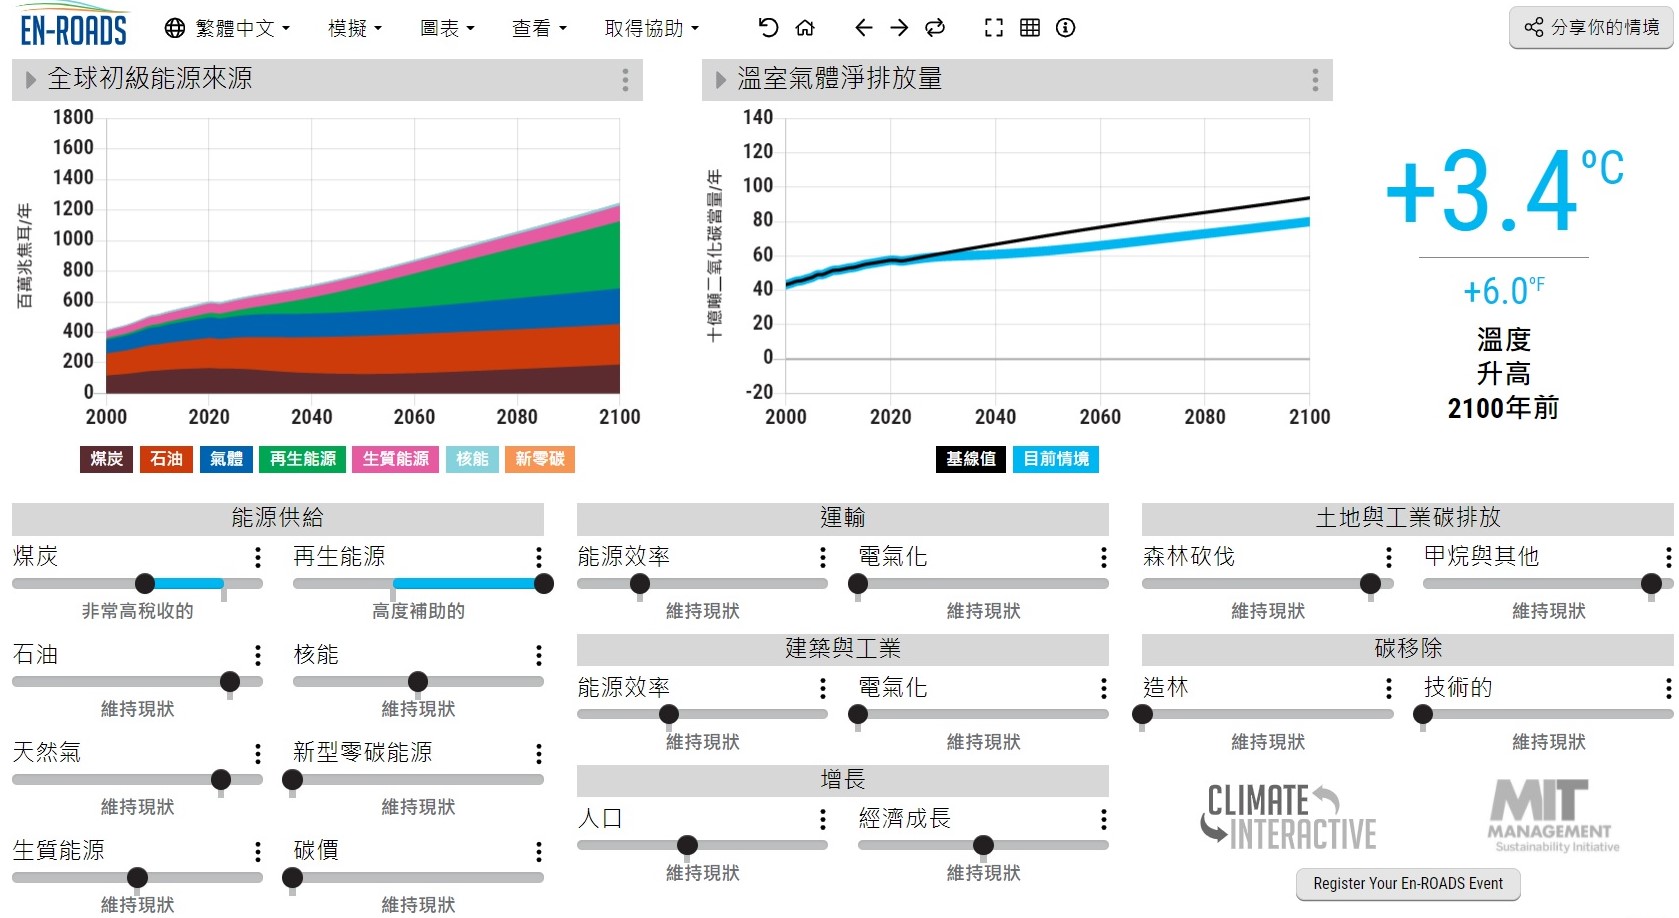 EN-ROADS
繁體中文
模擬
圖表
查看
取得協助
分享你的情境
全球初級能源來源
百萬兆焦耳/年
1800
1600
1400
1200
1000
800
600
400
200
0
2000 2020 2040 2060 2080 2100
煤炭 石油 氣體 再生能源 生質能源 核能 新零碳
溫室氣體淨排放量
十億噸二氧化碳當量/年
140
120
100
80
60
40
20
0
-20
2000 2020 2040 2060 2080 2100
基線值 目前情境
+3.4ºC
+6.0ºF
溫度
升高
2100年前
能源供給
煤炭
非常高稅收的
再生能源
高度補助的
石油
維持現狀
核能
維持現狀
天然氣
維持現狀
新型零碳能源
維持現狀
生質能源
維持現狀
碳價
維持現狀
運輸
能源效率
維持現狀
電氣化
維持現狀
建築與工業
能源效率
維持現狀
電氣化
維持現狀
增長
人口
維持現狀
經濟成長
維持現狀
土地與工業碳排放
森林砍伐
維持現狀
甲烷與其他
維持現狀
碳移除
造林
維持現狀
技術的
維持現狀
CLIMATE
INTERACTIVE
MIT
MANAGEMENT
Sustainability Initiative
Register Your En-ROADS Event